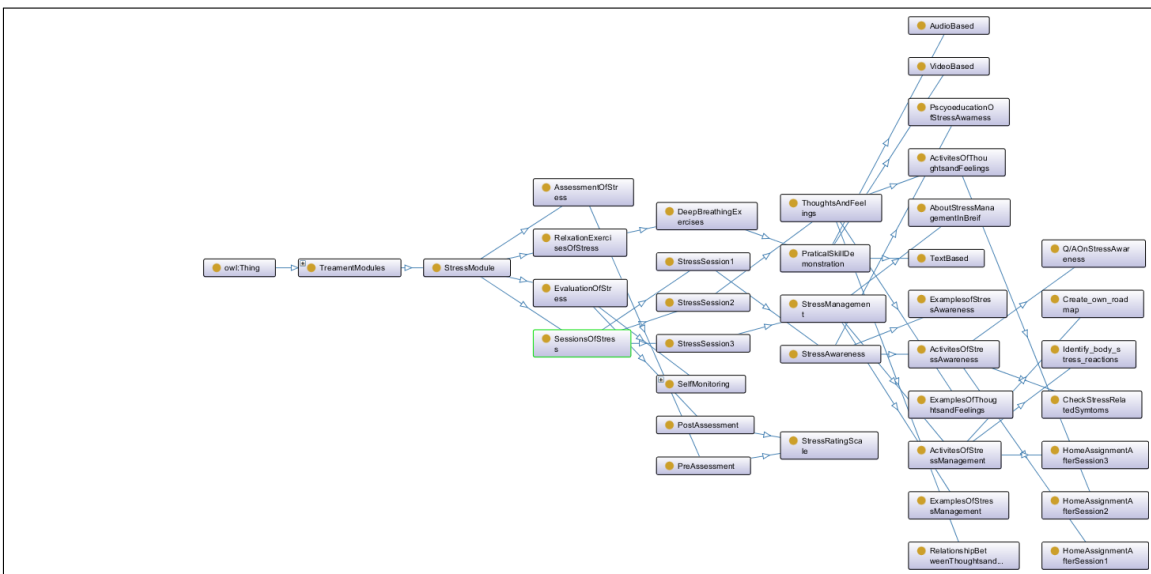 AudioBased
VideoBased
PscyoeducationO
fStressAwarness
ActivitesOfThou
ghtsandFeelings
AboutStressMana
gementInBreif
TextBased
ExamplesofStres
sAwareness
ActivitesOfStre
ssAwareness
ExamplesOfThoug
htsandFeelings
ActivitesOfStre
ssManagement
ExamplesOfStres
sManagement
RelationshipBet
weenThoughtsand...
AssessmentOfStr
ess
RelxationExerci
sesOfStress
EvaluationOfStr
ess
SessionsOfStres
s
owl:Thing
TreamentModules
StressModule
DeepBreathingEx
ercises
StressSession1
StressSession2
StressSession3
SelfMonitoring
PostAssessment
PreAssessment
ThoughtsAndFeel
ings
PraticalSkillDe
monstration
StressManagemen
t
StressAwareness
StressRatingSca
le
Q/AOnStressAwar
eness
Create_own_road
map
Identify_body_s
tress_reactions
CheckStressRela
tedSymtoms
HomeAssignmentA
fterSession3
HomeAssignmentA
fterSession2
HomeAssignmentA
fterSession1